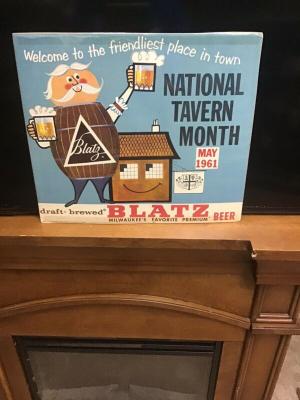 Welcome to the friendliest place in town
NATIONAL
TAVERN
MONTH
MAY
1961
Blatz
draft-brewed
BLATZ
BEER
MILWAUKEE'S FAVORITE PREMIUM